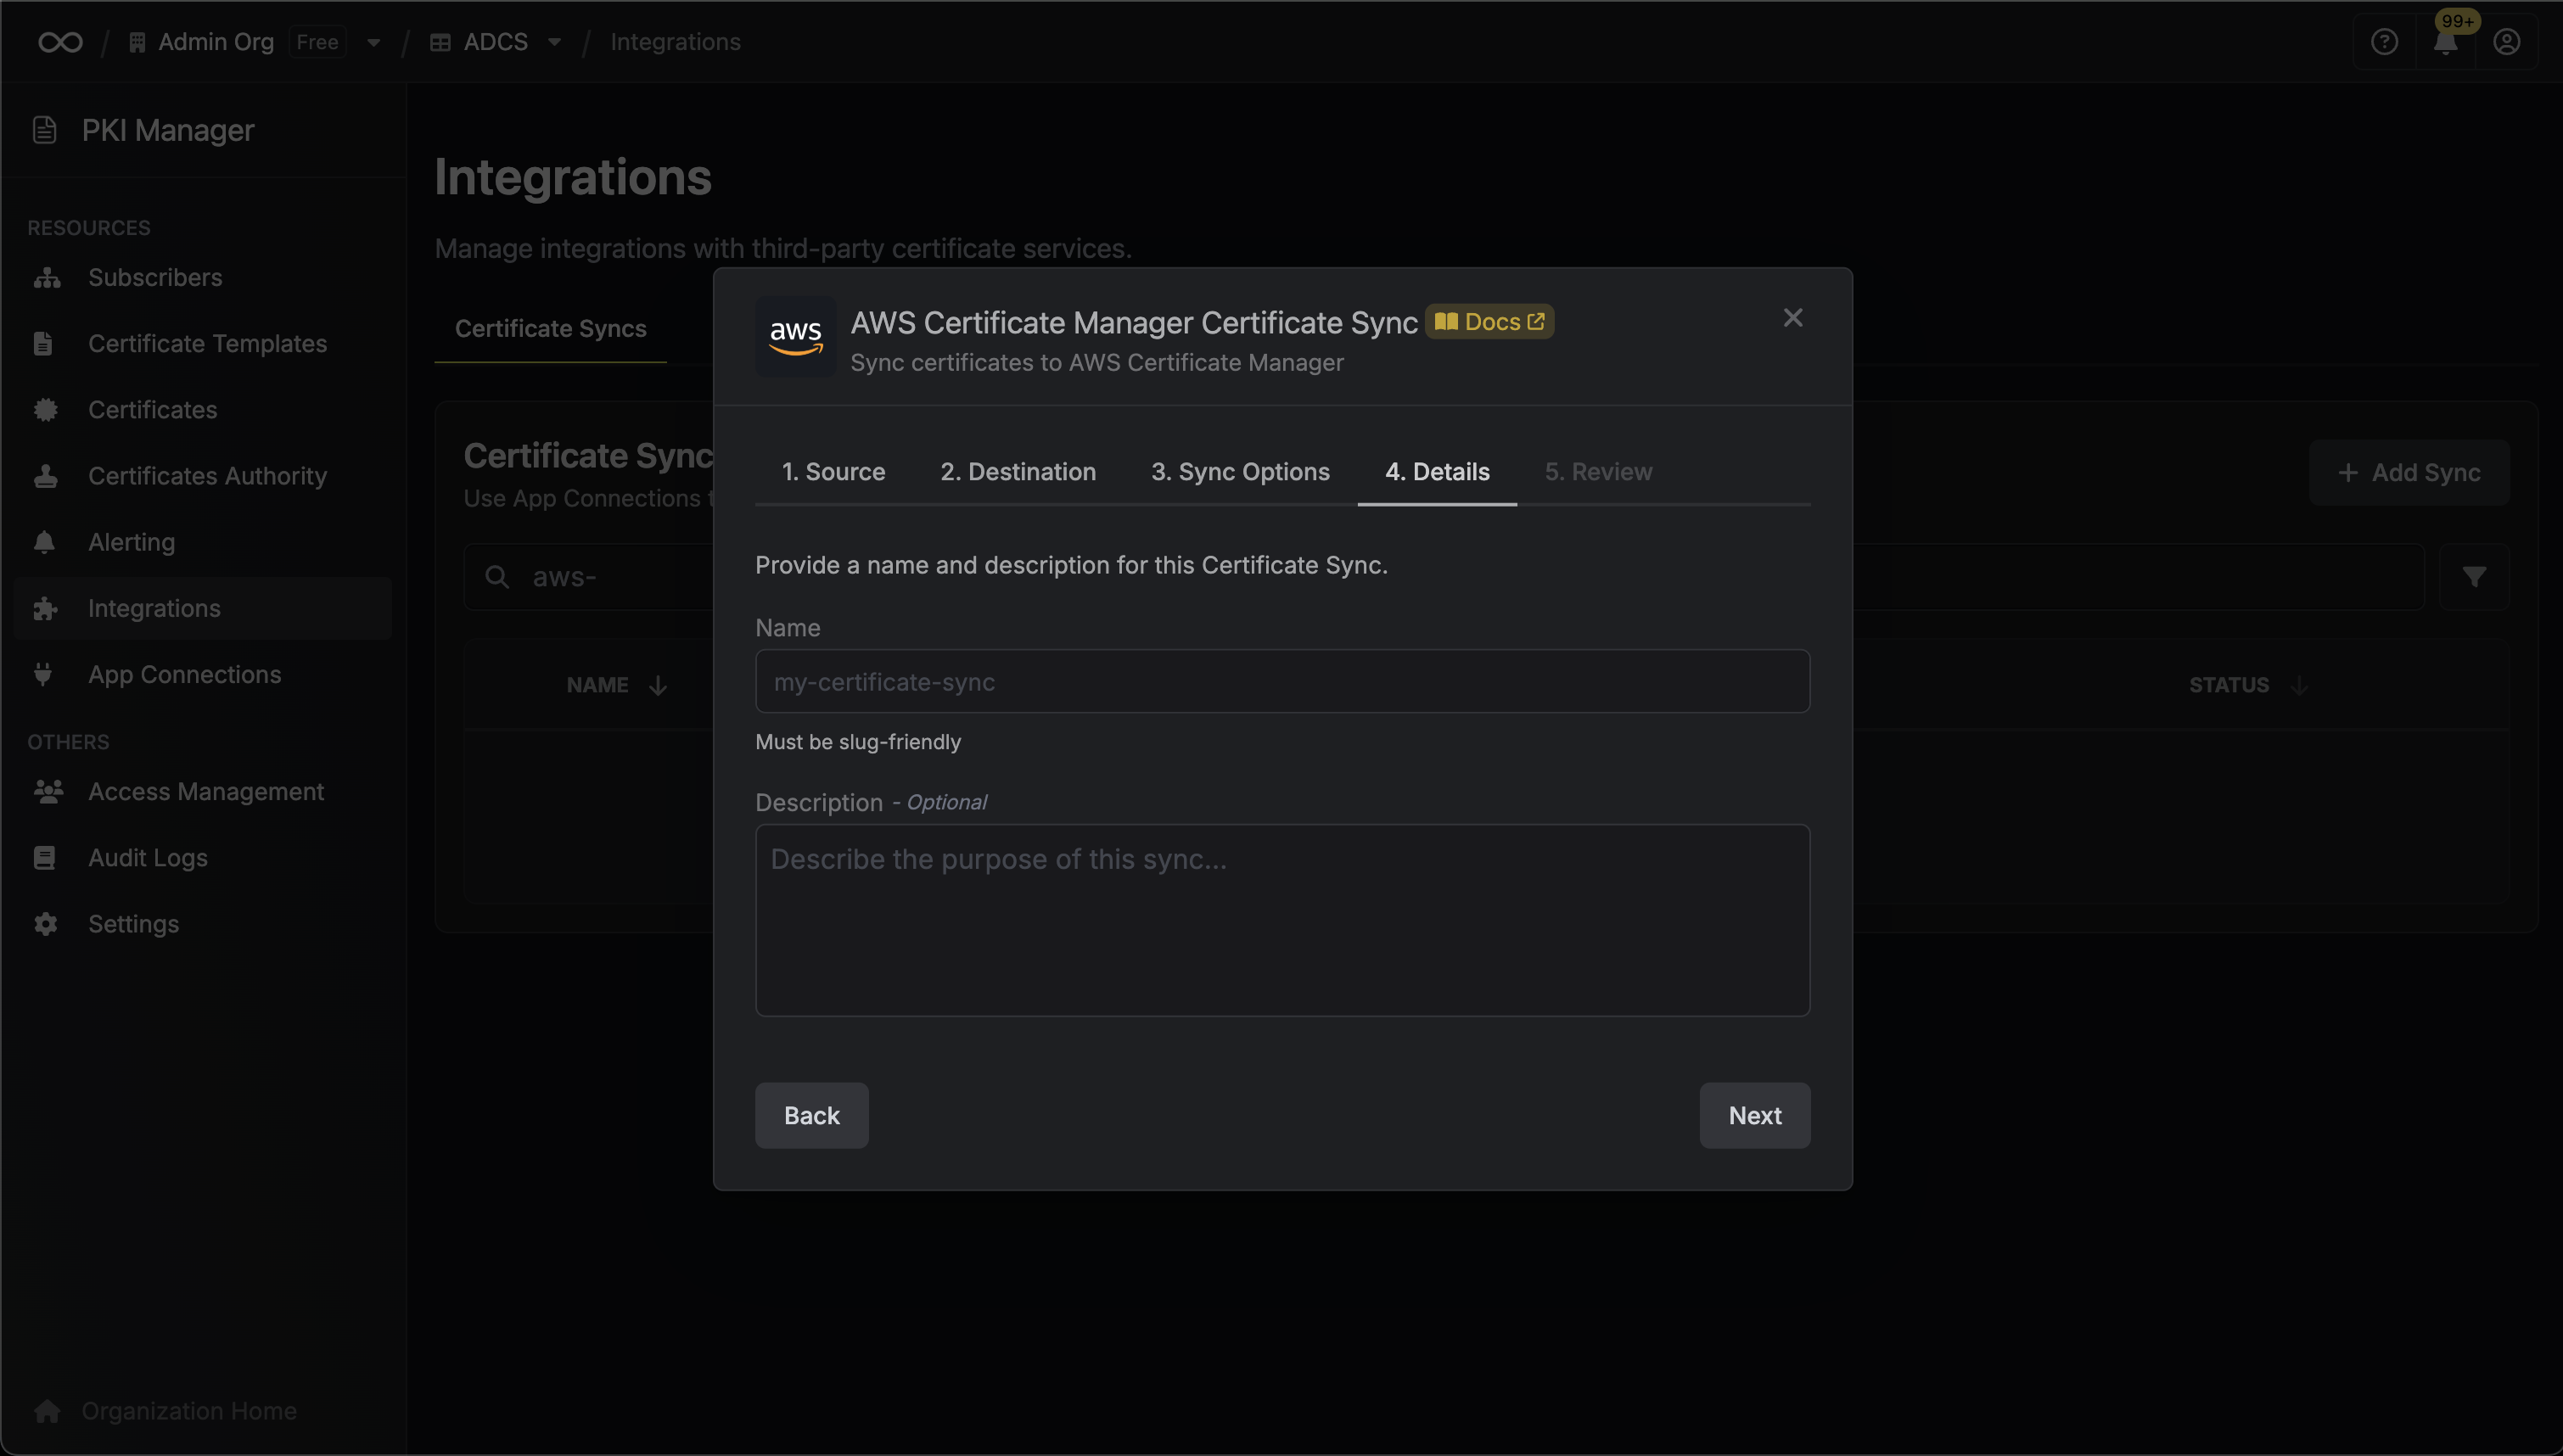 Admin Org Free / ADCS / Integrations
99+
PKI Manager
RESOURCES
Subscribers
Certificate Templates
Certificates
Certificates Authority
Alerting
Integrations
App Connections
OTHERS
Access Management
Audit Logs
Settings
Organization Home
Integrations
Manage integrations with third-party certificate services.
Certificate Syncs
Certificate Sync
Use App Connections t
+ Add Sync
aws-
NAME
STATUS
aws
AWS Certificate Manager Certificate Sync Docs
Sync certificates to AWS Certificate Manager
1. Source 2. Destination 3. Sync Options 4. Details 5. Review
Provide a name and description for this Certificate Sync.
Name
my-certificate-sync
Must be slug-friendly
Description - Optional
Describe the purpose of this sync...
Back Next